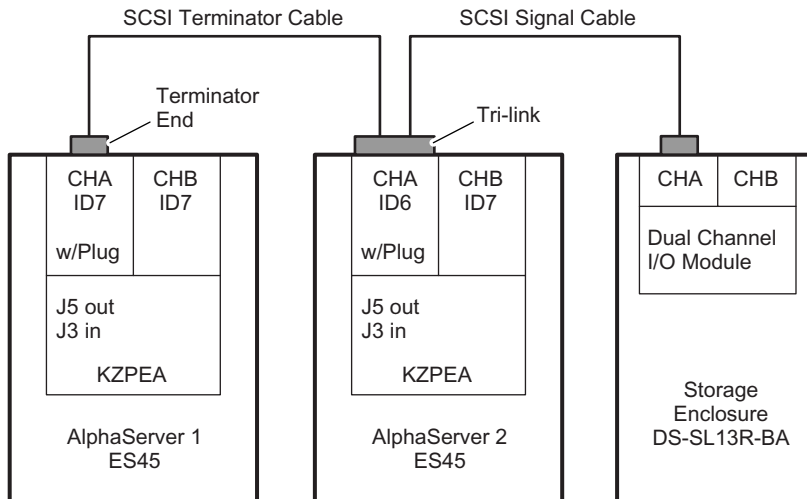 SCSI Terminator Cable
SCSI Signal Cable
Terminator
End
Tri-link
CHA
ID7
w/Plug
CHB
ID7
J5 out
J3 in
KZPEA
AlphaServer 1
ES45
CHA
ID6
w/Plug
CHB
ID7
J5 out
J3 in
KZPEA
AlphaServer 2
ES45
CHA
CHB
Dual Channel
I/O Module
Storage
Enclosure
DS-SL13R-BA